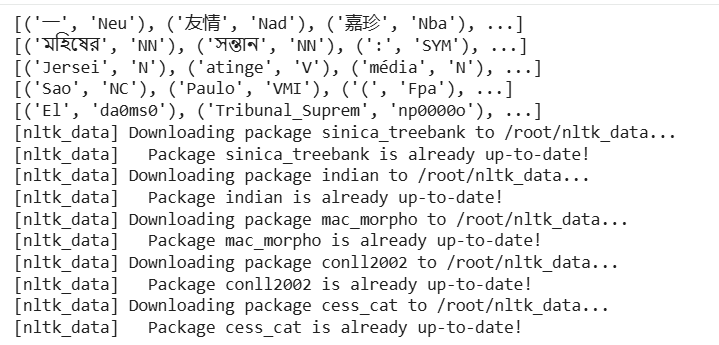 [('一', 'Neu'), ('友情', 'Nad'), ('嘉珍', 'Nba'), ...]
[('মহিষের', 'NN'), ('সন্তান', 'NN'), (':', 'SYM'), ...]
[('Jersei', 'N'), ('atinge', 'V'), ('média', 'N'), ...]
[('Sao', 'NC'), ('Paulo', 'VMI'), ('(', 'Fpa'), ...]
[('El', 'da0ms0'), ('Tribunal_Suprem', 'np0000o'), ...]
[nltk_data] Downloading package sinica_treebank to /root/nltk_data...
[nltk_data]   Package sinica_treebank is already up-to-date!
[nltk_data] Downloading package indian to /root/nltk_data...
[nltk_data]   Package indian is already up-to-date!
[nltk_data] Downloading package mac_morpho to /root/nltk_data...
[nltk_data]   Package mac_morpho is already up-to-date!
[nltk_data] Downloading package conll2002 to /root/nltk_data...
[nltk_data]   Package conll2002 is already up-to-date!
[nltk_data] Downloading package cess_cat to /root/nltk_data...
[nltk_data]   Package cess_cat is already up-to-date!